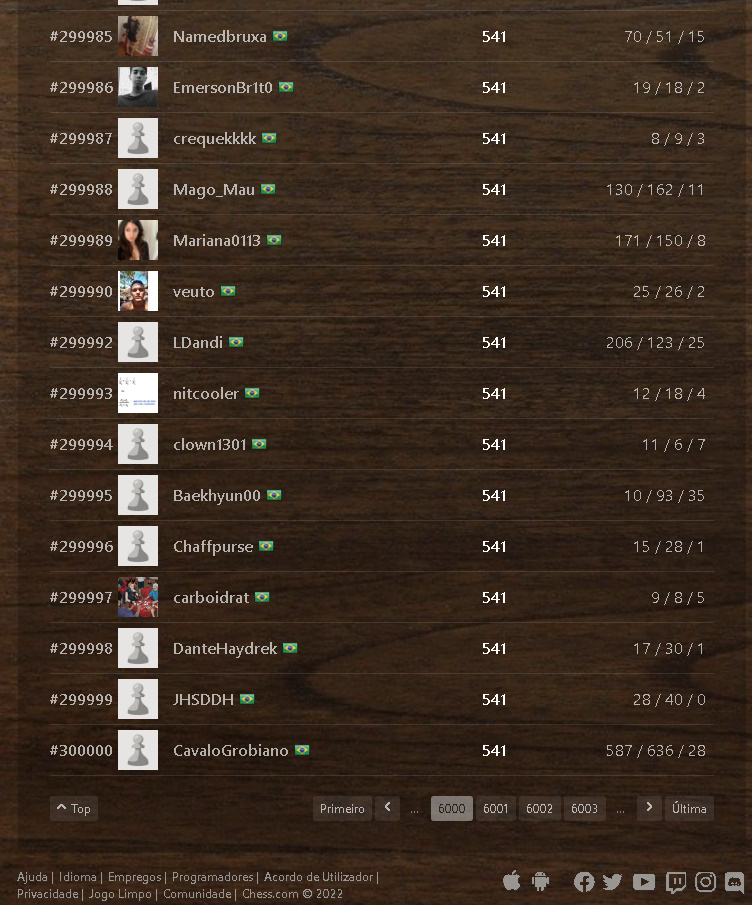 #299985 Namedbruxa 541 70 / 51 / 15
#299986 EmersonBr1t0 541 19 / 18 / 2
#299987 crequekkkk 541 8 / 9 / 3
#299988 Mago_Mau 541 130 / 162 / 11
#299989 Mariana0113 541 171 / 150 / 8
#299990 veuto 541 25 / 26 / 2
#299992 LDandi 541 206 / 123 / 25
#299993 nitcooler 541 12 / 18 / 4
#299994 clown1301 541 11 / 6 / 7
#299995 Baekhyun00 541 10 / 93 / 35
#299996 Chaffpurse 541 15 / 28 / 1
#299997 carboidrat 541 9 / 8 / 5
#299998 DanteHaydrek 541 17 / 30 / 1
#299999 JHSDDH 541 28 / 40 / 0
#300000 CavaloGrobiano 541 587 / 636 / 28
Top Primeiro ... 6000 6001 6002 6003 ... Última
Ajuda | Idioma | Empregos | Programadores | Acordo de Utilizador |
Privacidade | Jogo Limpo | Comunidade | Chess.com © 2022